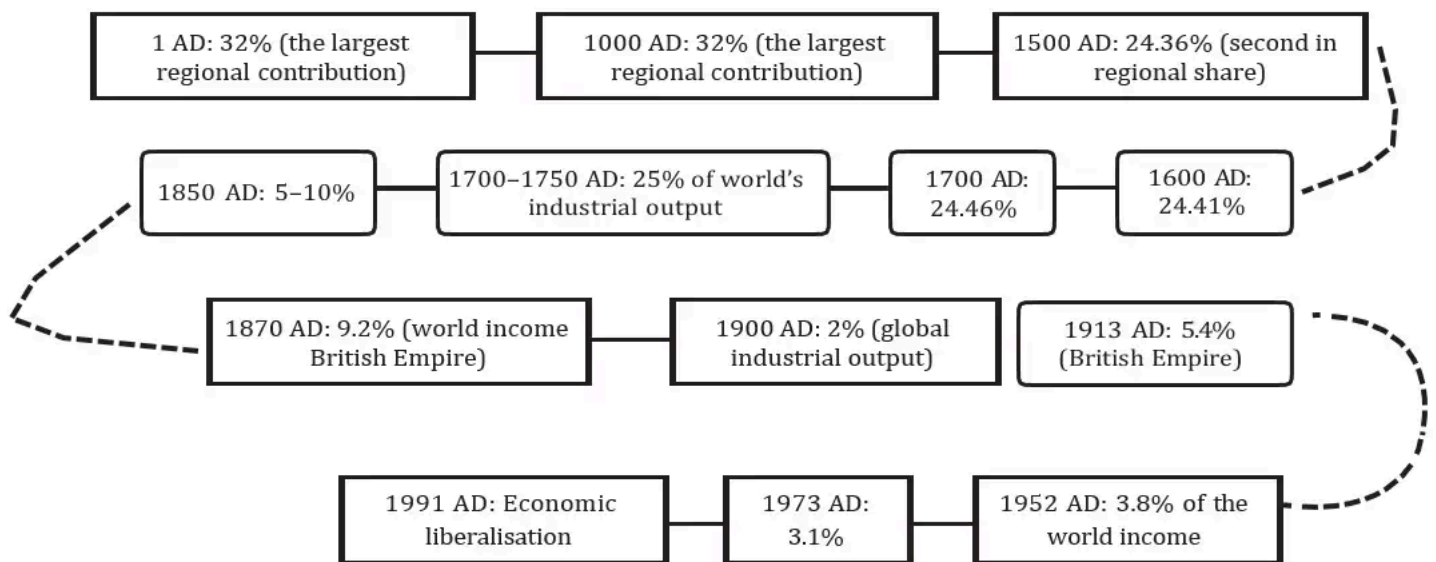 1 AD: 32% (the largest
regional contribution)
1000 AD: 32% (the largest
regional contribution)
1500 AD: 24.36% (second in
regional share)
1600 AD:
24.41%
1700 AD:
24.46%
1700–1750 AD: 25% of world's
industrial output
1850 AD: 5–10%
1870 AD: 9.2% (world income
British Empire)
1900 AD: 2% (global
industrial output)
1913 AD: 5.4%
(British Empire)
1952 AD: 3.8% of the
world income
1973 AD:
3.1%
1991 AD: Economic
liberalisation